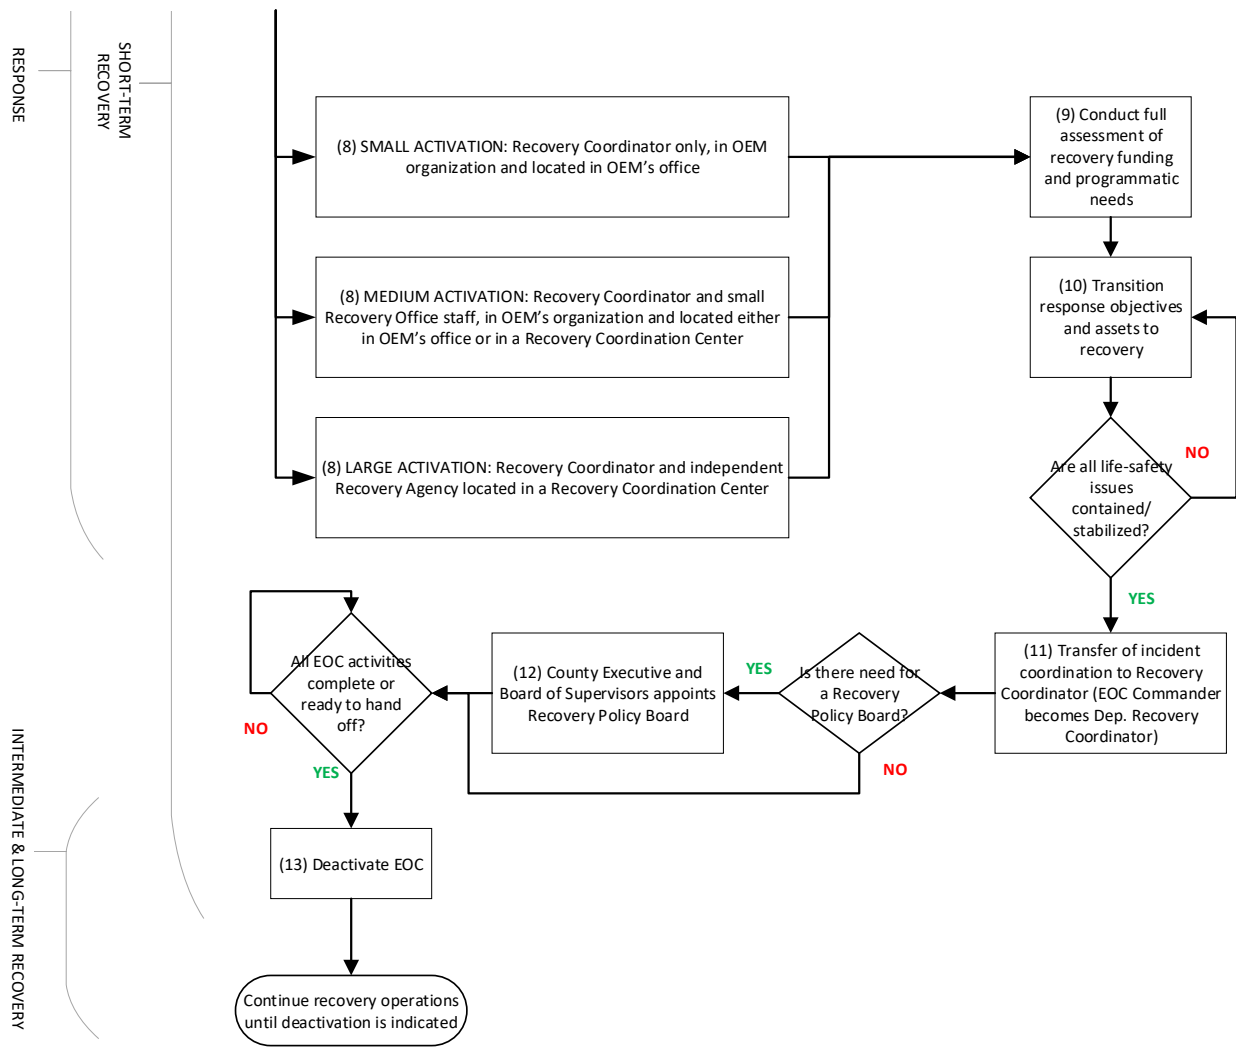 RESPONSE
SHORT-TERM
RECOVERY
(8) SMALL ACTIVATION: Recovery Coordinator only, in OEM
organization and located in OEM’s office
(9) Conduct full
assessment of
recovery funding
and programmatic
needs
(8) MEDIUM ACTIVATION: Recovery Coordinator and small
Recovery Office staff, in OEM’s organization and located either
in OEM’s office or in a Recovery Coordination Center
(10) Transition
response objectives
and assets to
recovery
(8) LARGE ACTIVATION: Recovery Coordinator and independent
Recovery Agency located in a Recovery Coordination Center
Are all life-safety
issues
contained/
stabilized?
NO
YES
(11) Transfer of incident
coordination to Recovery
Coordinator (EOC Commander
becomes Dep. Recovery
Coordinator)
Is there need for
a Recovery
Policy Board?
YES
NO
(12) County Executive and
Board of Supervisors appoints
Recovery Policy Board
All EOC activities
complete or
ready to hand
off?
NO
YES
INTERMEDIATE & LONG-TERM RECOVERY
(13) Deactivate EOC
Continue recovery operations
until deactivation is indicated